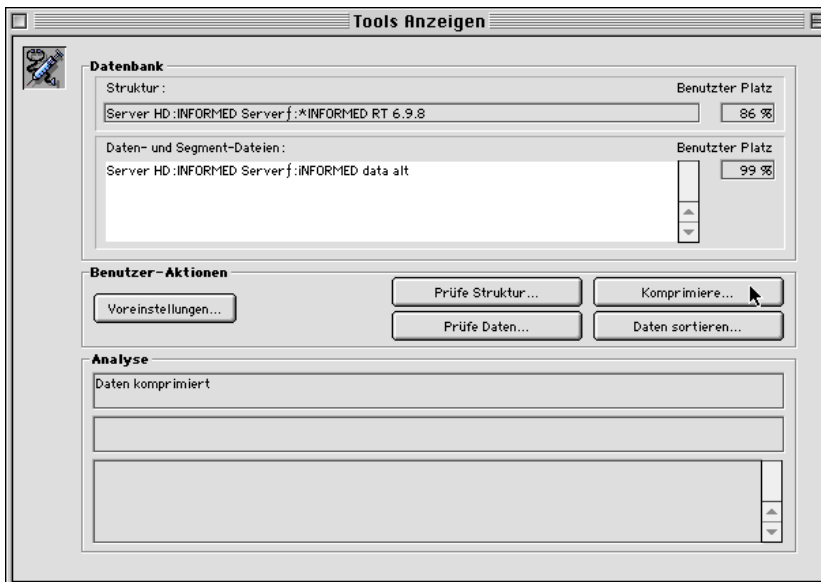 Tools Anzeigen
Datenbank
Struktur:
Benutzter Platz
Server HD:INFORMED Serverƒ:*INFORMED RT 6.9.8
86 %
Daten- und Segment-Dateien:
Benutzter Platz
Server HD:INFORMED Serverƒ:iNFORMED data alt
99 %
Benutzer-Aktionen
Voreinstellungen...
Prüfe Struktur...
Komprimiere...
Prüfe Daten...
Daten sortieren...
Analyse
Daten komprimiert